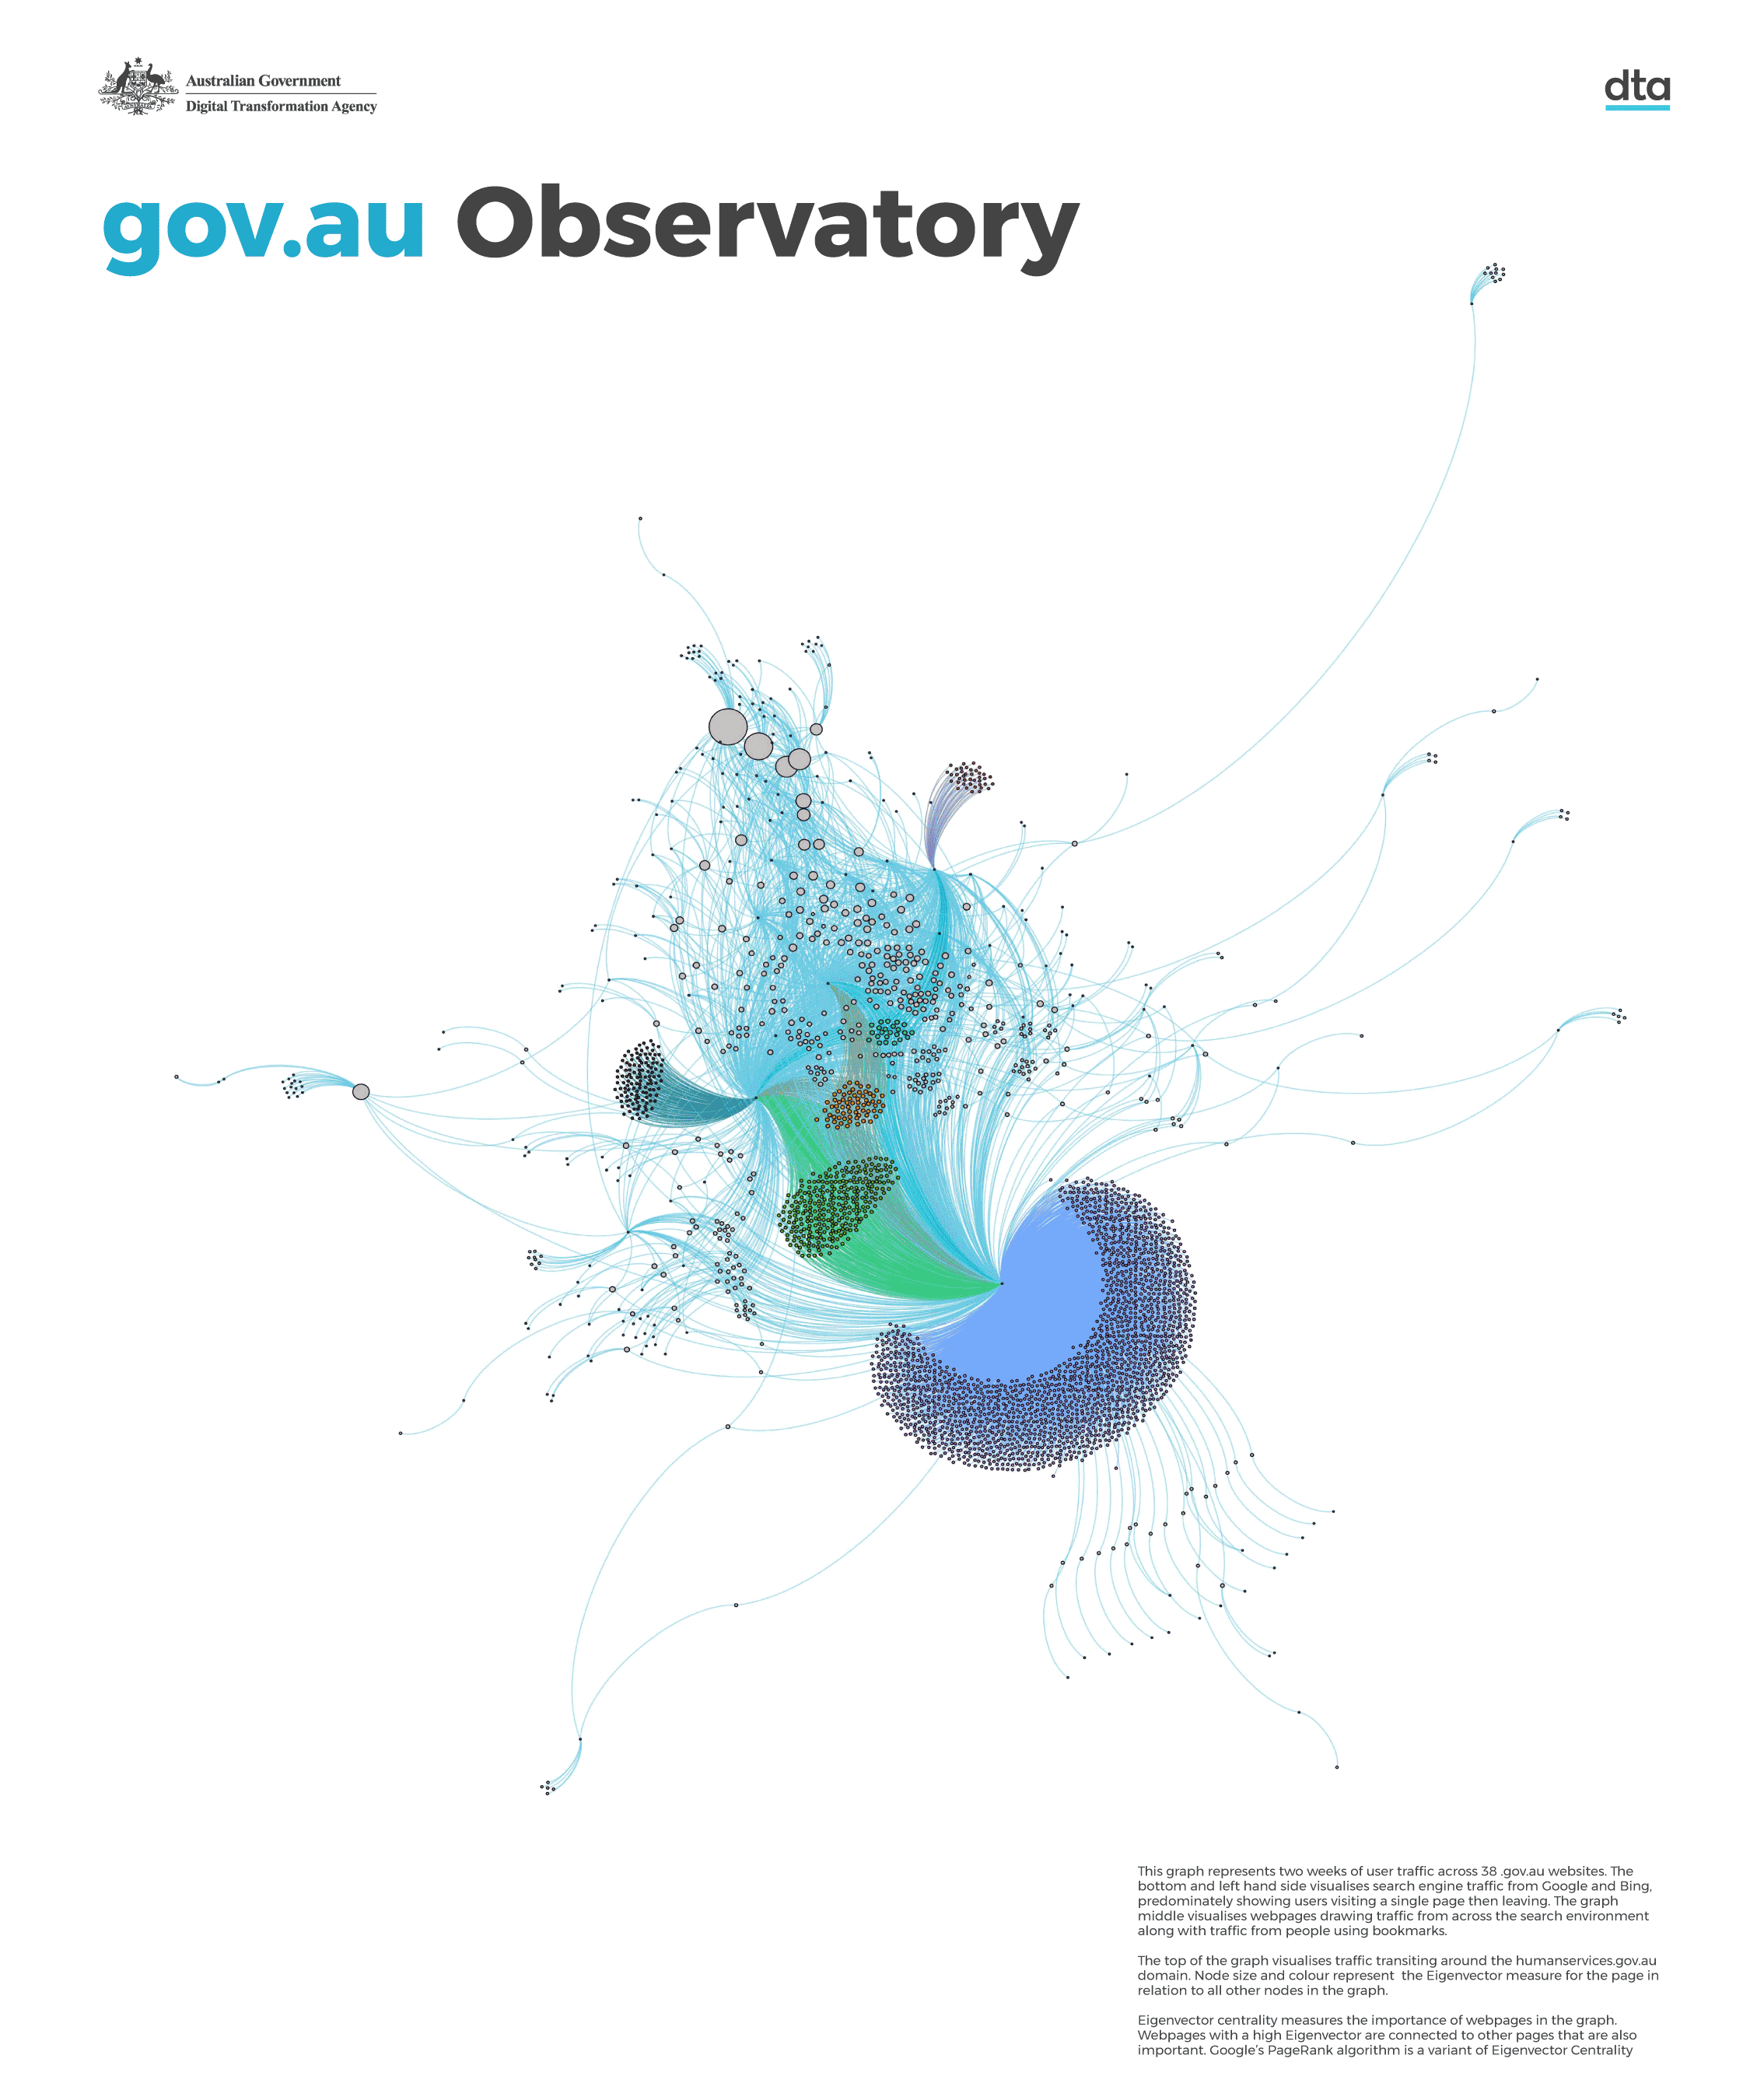 Australian Government
Digital Transformation Agency
dta
gov.au Observatory
This graph represents two weeks of user traffic across 38 .gov.au websites. The
bottom and left hand side visualises search engine traffic from Google and Bing,
predominately showing users visiting a single page then leaving. The graph
middle visualises webpages drawing traffic from across the search environment
along with traffic from people using bookmarks.
The top of the graph visualises traffic transiting around the humanservices.gov.au
domain. Node size and colour represent  the Eigenvector measure for the page in
relation to all other nodes in the graph.
Eigenvector centrality measures the importance of webpages in the graph.
Webpages with a high Eigenvector are connected to other pages that are also
important. Google's PageRank algorithm is a variant of Eigenvector Centrality